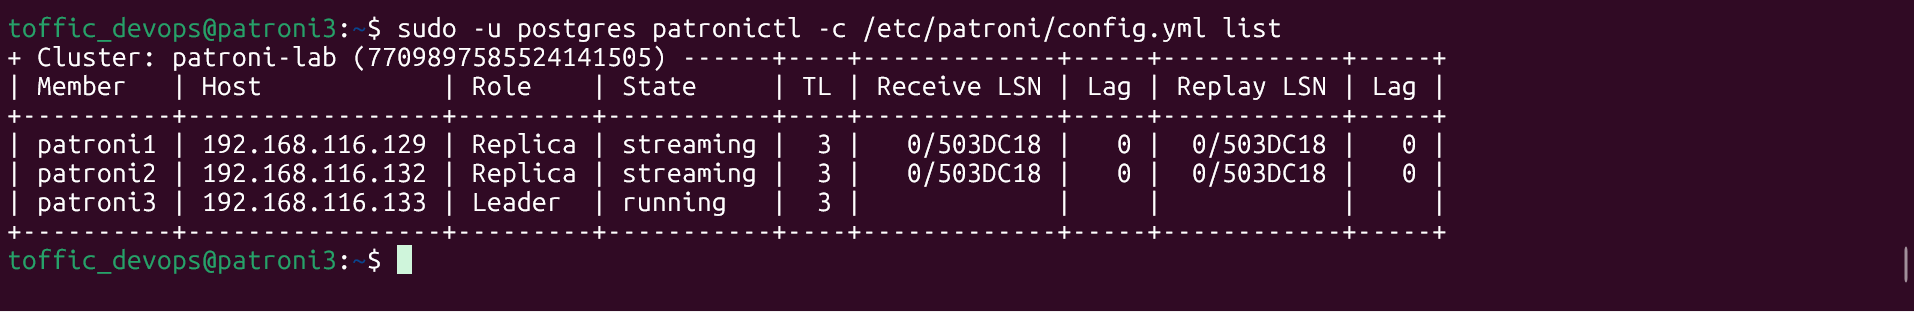 toffic_devops@patroni3:~$ sudo -u postgres patronictl -c /etc/patroni/config.yml list
+ Cluster: patroni-lab (7709897585524141505) ------+----+-------------+-----+------------+-----+
| Member   | Host            | Role    | State     | TL | Receive LSN | Lag | Replay LSN | Lag |
+----------+-----------------+---------+-----------+----+-------------+-----+------------+-----+
| patroni1 | 192.168.116.129 | Replica | streaming |  3 |   0/503DC18 |   0 |  0/503DC18 |   0 |
| patroni2 | 192.168.116.132 | Replica | streaming |  3 |   0/503DC18 |   0 |  0/503DC18 |   0 |
| patroni3 | 192.168.116.133 | Leader  | running   |  3 |             |     |            |     |
+----------+-----------------+---------+-----------+----+-------------+-----+------------+-----+
toffic_devops@patroni3:~$